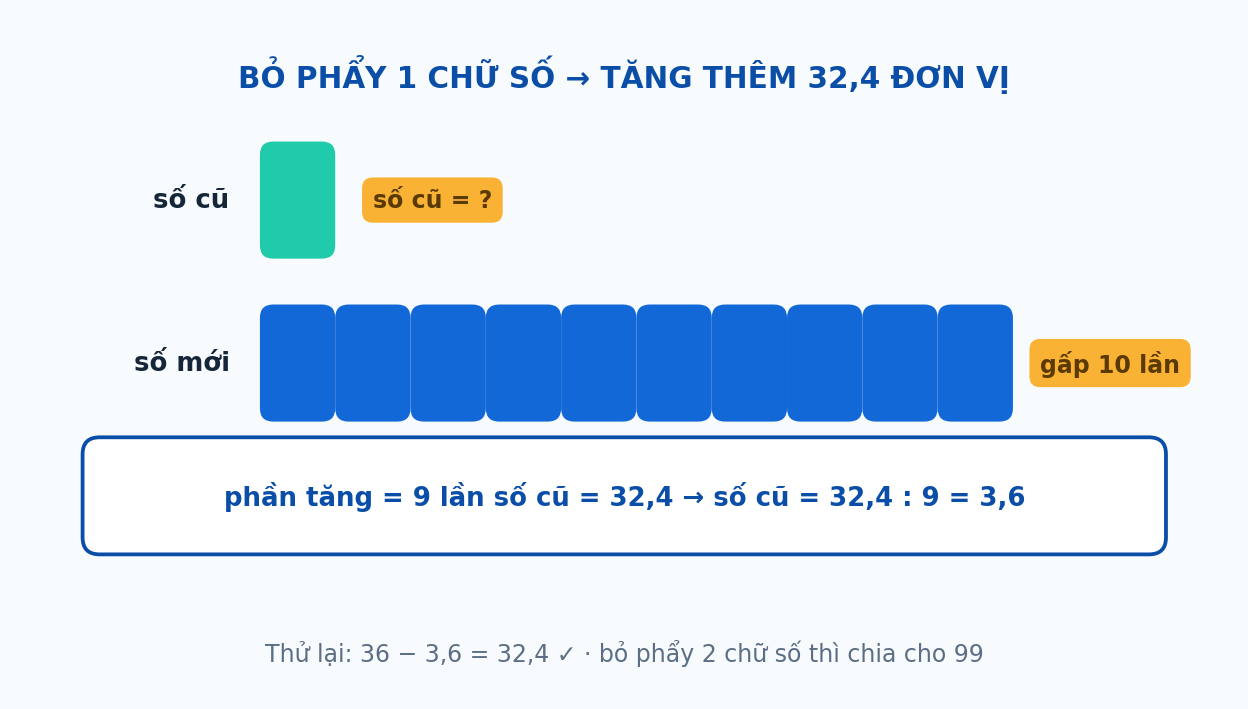 BỎ PHẨY 1 CHỮ SỐ → TĂNG THÊM 32,4 ĐƠN VỊ
số cũ
số cũ = ?
số mới
gấp 10 lần
phần tăng = 9 lần số cũ = 32,4 → số cũ = 32,4 : 9 = 3,6
Thử lại: 36 − 3,6 = 32,4 ✓ · bỏ phẩy 2 chữ số thì chia cho 99